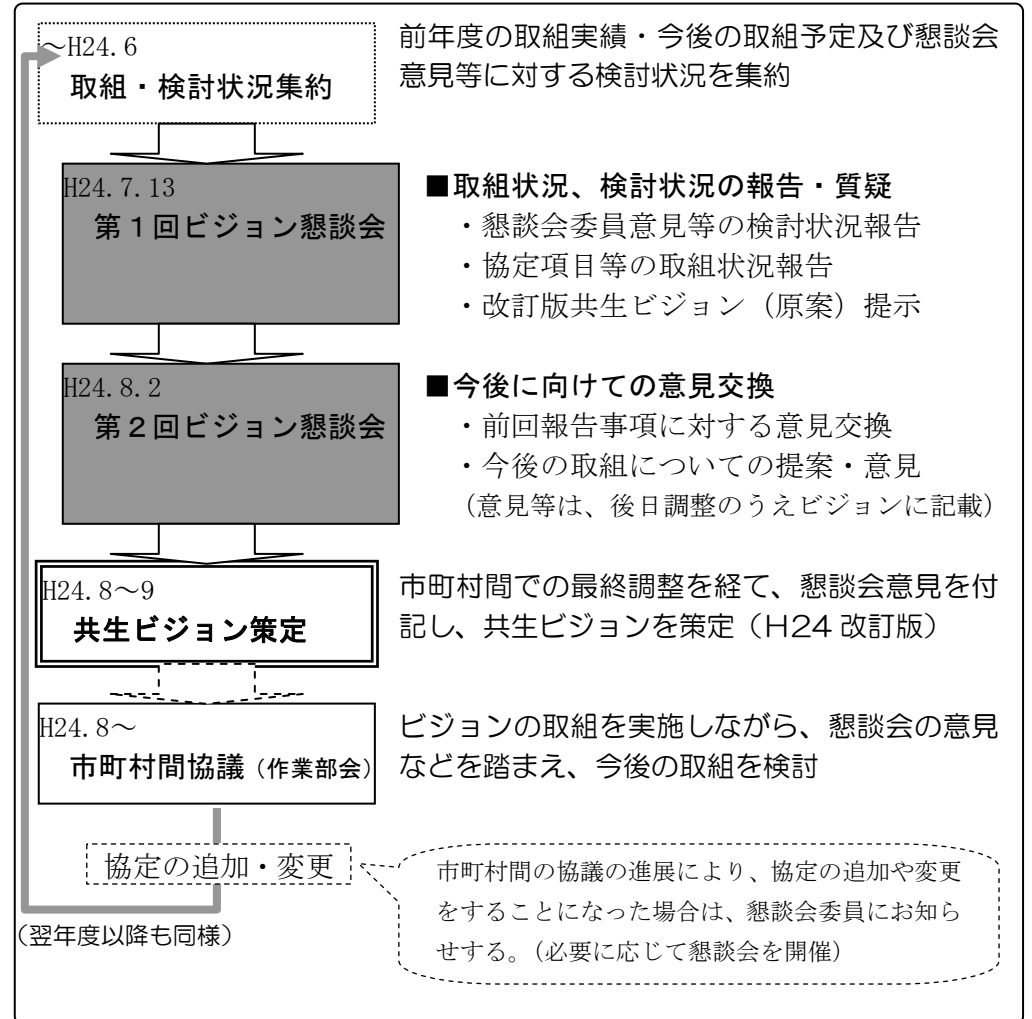 ～H24.6
取組・検討状況集約
前年度の取組実績・今後の取組予定及び懇談会
意見等に対する検討状況を集約
H24.7.13
第１回ビジョン懇談会
■取組状況、検討状況の報告・質疑
・懇談会委員意見等の検討状況報告
・協定項目等の取組状況報告
・改訂版共生ビジョン（原案）提示
H24.8.2
第２回ビジョン懇談会
■今後に向けての意見交換
・前回報告事項に対する意見交換
・今後の取組についての提案・意見
（意見等は、後日調整のうえビジョンに記載）
H24.8～9
共生ビジョン策定
市町村間での最終調整を経て、懇談会意見を付
記し、共生ビジョンを策定（H24 改訂版）
H24.8～
市町村間協議（作業部会）
ビジョンの取組を実施しながら、懇談会の意見
などを踏まえ、今後の取組を検討
協定の追加・変更
市町村間の協議の進展により、協定の追加や変更
をすることになった場合は、懇談会委員にお知ら
せする。（必要に応じて懇談会を開催）
（翌年度以降も同様）